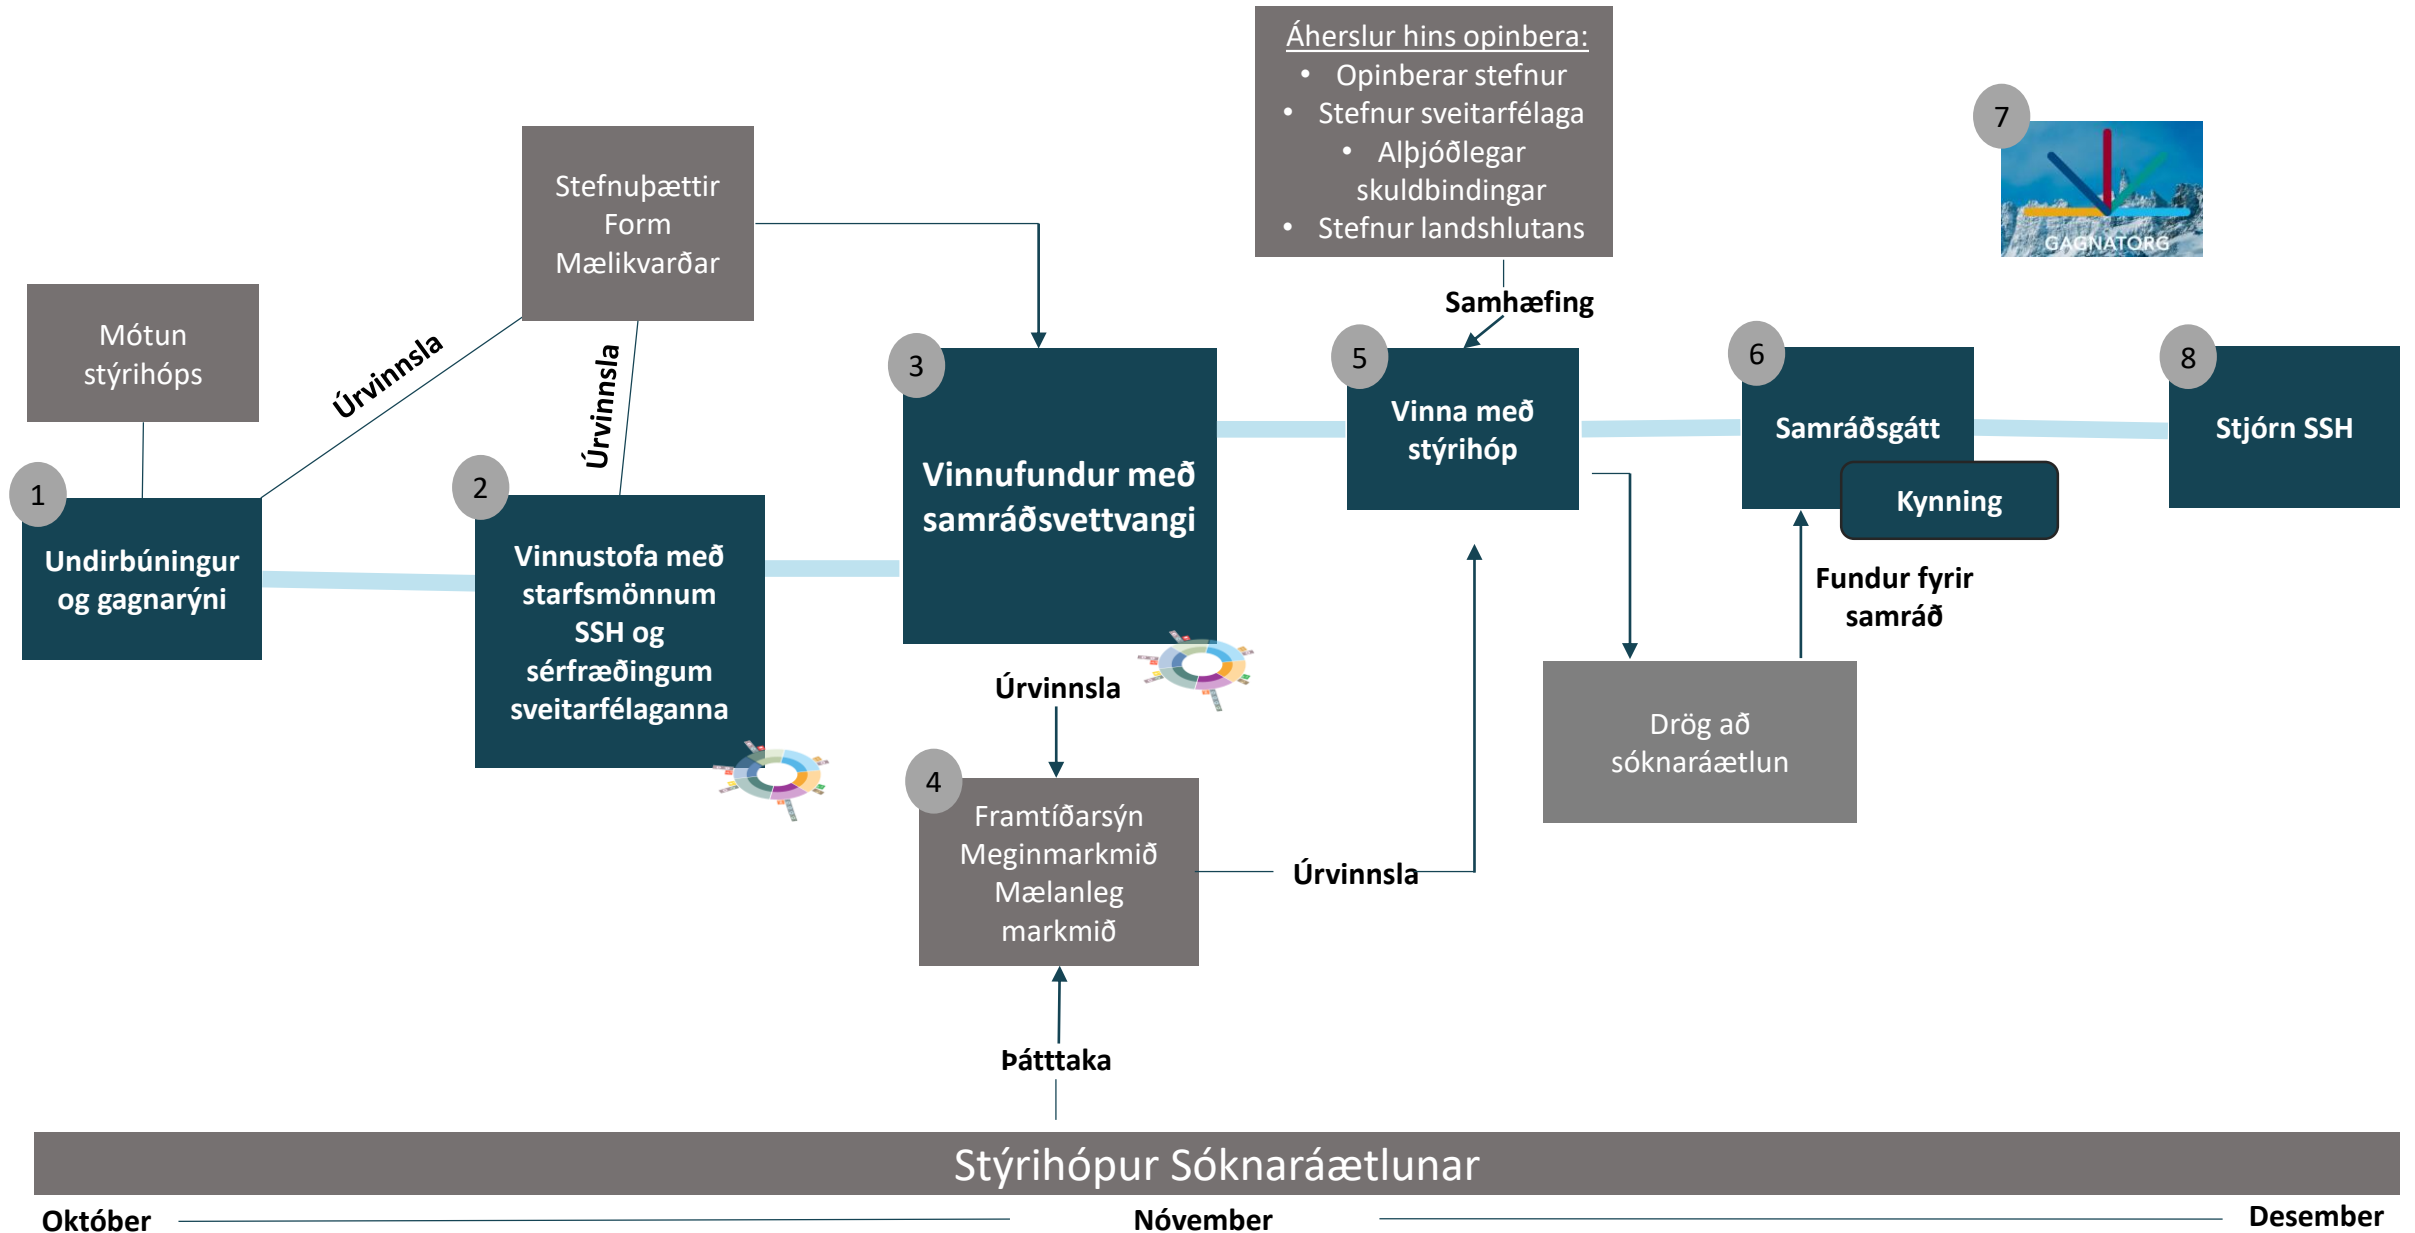 Áherslur hins opinbera:
• Opinberar stefnur
• Stefnur sveitarfélaga
• Alþjóðlegar
skuldbindingar
• Stefnur landshlutans
7
GAGNATORG
Stefnuþættir
Form
Mælikvarðar
Samhæfing
Mótun
stýrihóps
Úrvinnsla
Úrvinnsla
1
Undirbúningur
og gagnarýni
2
Vinnustofa með
starfsmönnum
SSH og
sérfræðingum
sveitarfélaganna
3
Vinnufundur með
samráðsvettvangi
5
Vinna með
stýrihóp
6
Samráðsgátt
Kynning
8
Stjórn SSH
Fundur fyrir
samráð
Úrvinnsla
Drög að
sóknaráætlun
4
Framtíðarsýn
Meginmarkmið
Mælanleg
markmið
Úrvinnsla
Þátttaka
Stýrihópur Sóknaráætlunar
Október
Nóvember
Desember